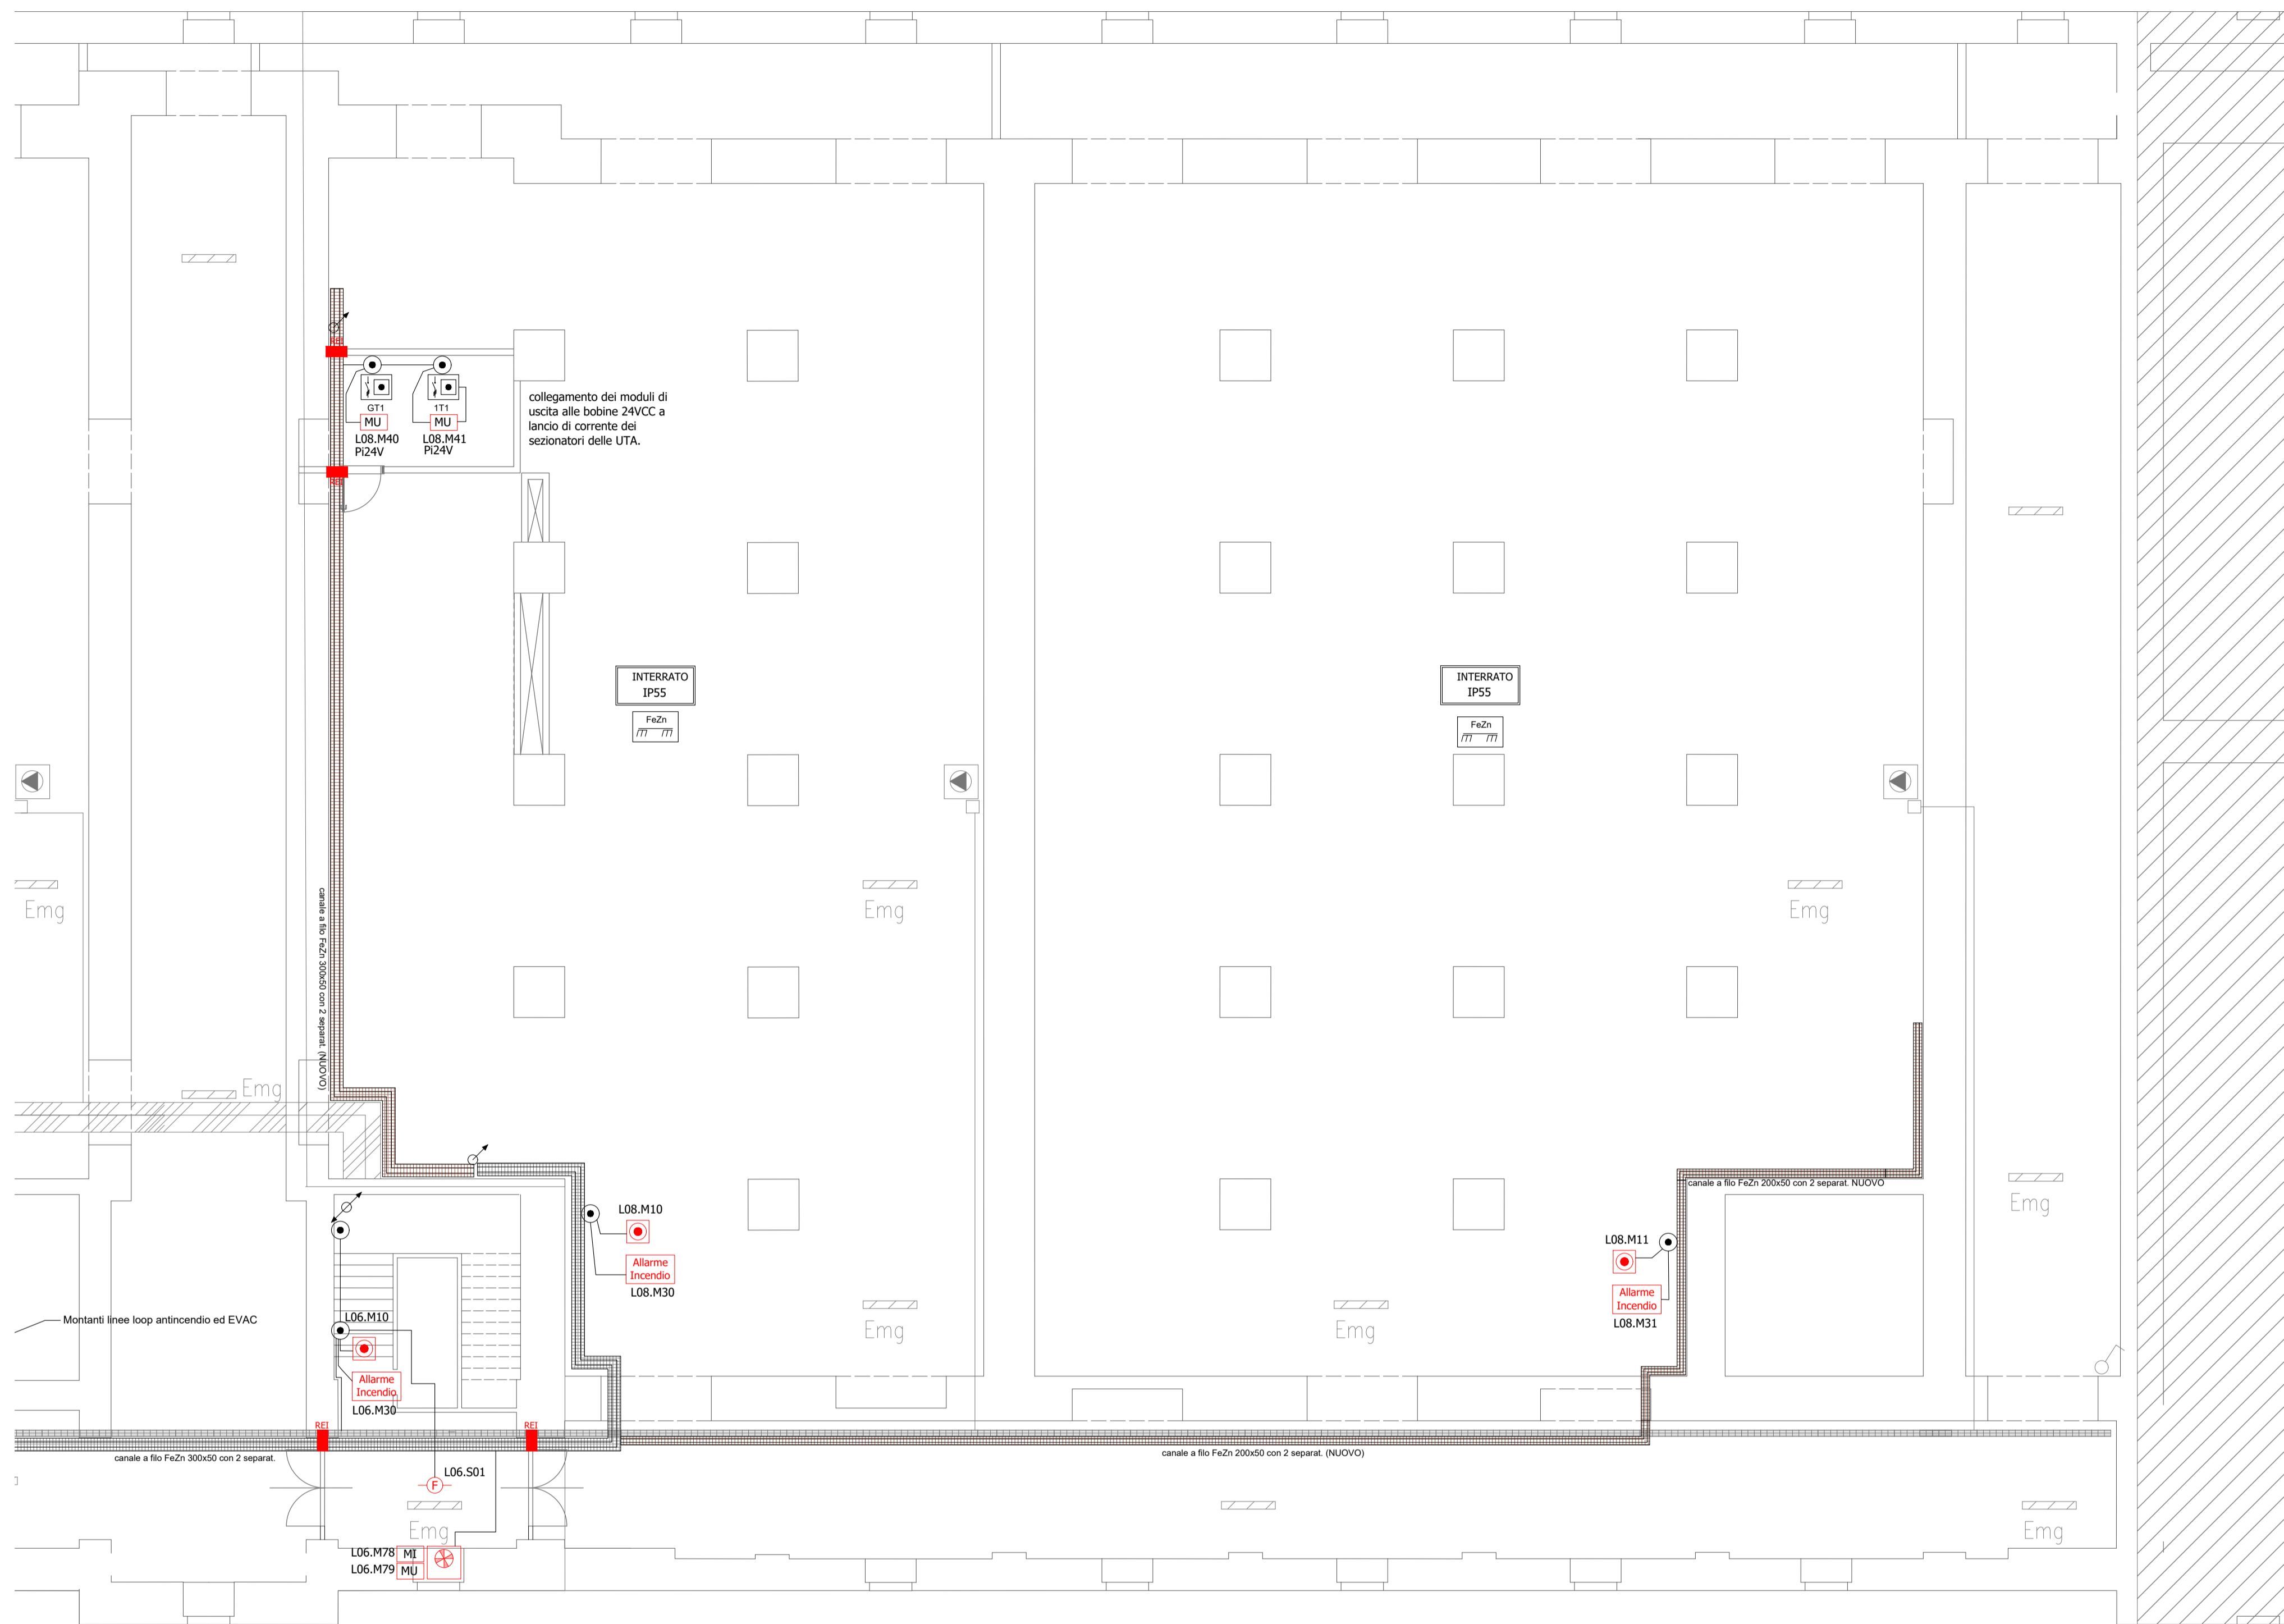 REI
GT1
1T1
MU
MU
L08.M40
L08.M41
Pi24V
Pi24V
collegamento dei moduli di
uscita alle bobine 24VCC a
lancio di corrente dei
sezionatori delle UTA.
REI
INTERRATO
IP55
FeZn
INTERRATO
IP55
FeZn
Emg
Emg
Emg
canale a filo FeZn 300x50 con 2 separat. (NUOVO)
Emg
canale a filo FeZn 200x50 con 2 separat. NUOVO
Emg
L08.M10
Allarme
Incendio
L08.M30
L08.M11
Allarme
Incendio
L08.M31
Montanti linee loop antincendio ed EVAC
L06.M10
Allarme
Incendio
L06.M30
Emg
Emg
REI
REI
canale a filo FeZn 300x50 con 2 separat.
canale a filo FeZn 200x50 con 2 separat. (NUOVO)
L06.S01
F
Emg
Emg
L06.M78
MI
L06.M79
MU